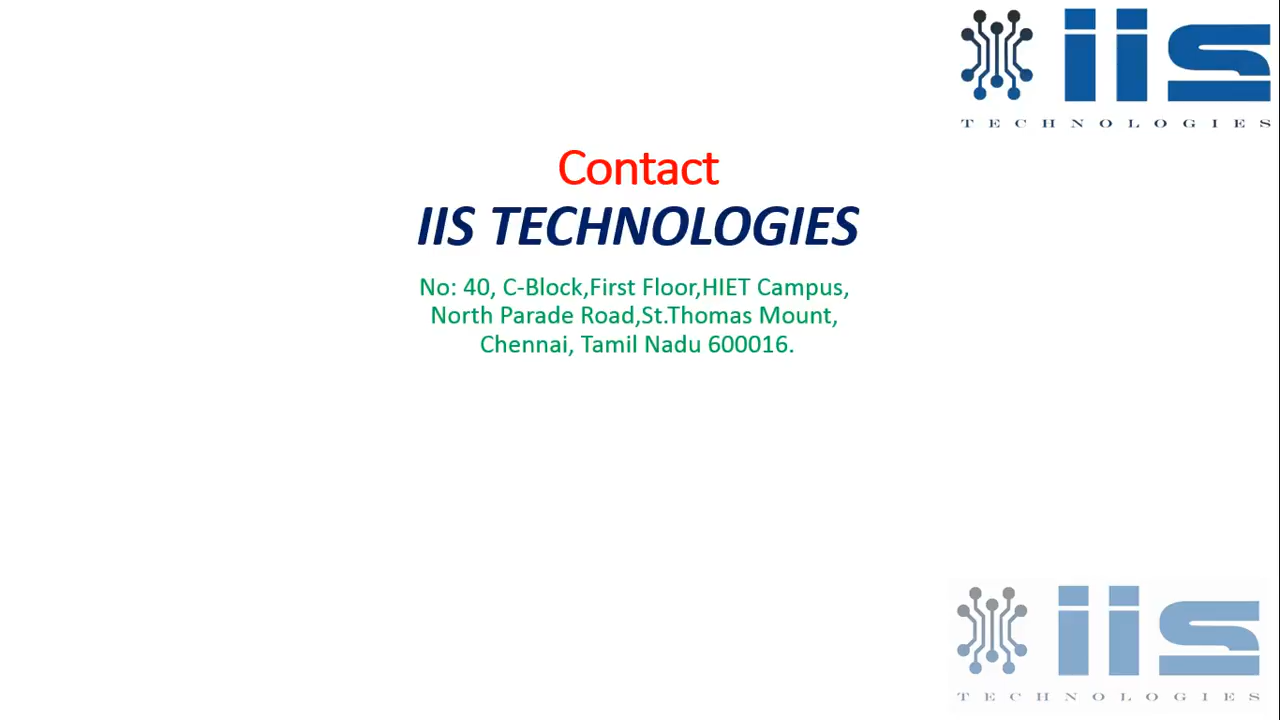 iis
TECHNOLOGIES
Contact
IIS TECHNOLOGIES
No: 40, C-Block,First Floor,HIET Campus,
North Parade Road,St.Thomas Mount,
Chennai, Tamil Nadu 600016.
iis
TECHNOLOGIES